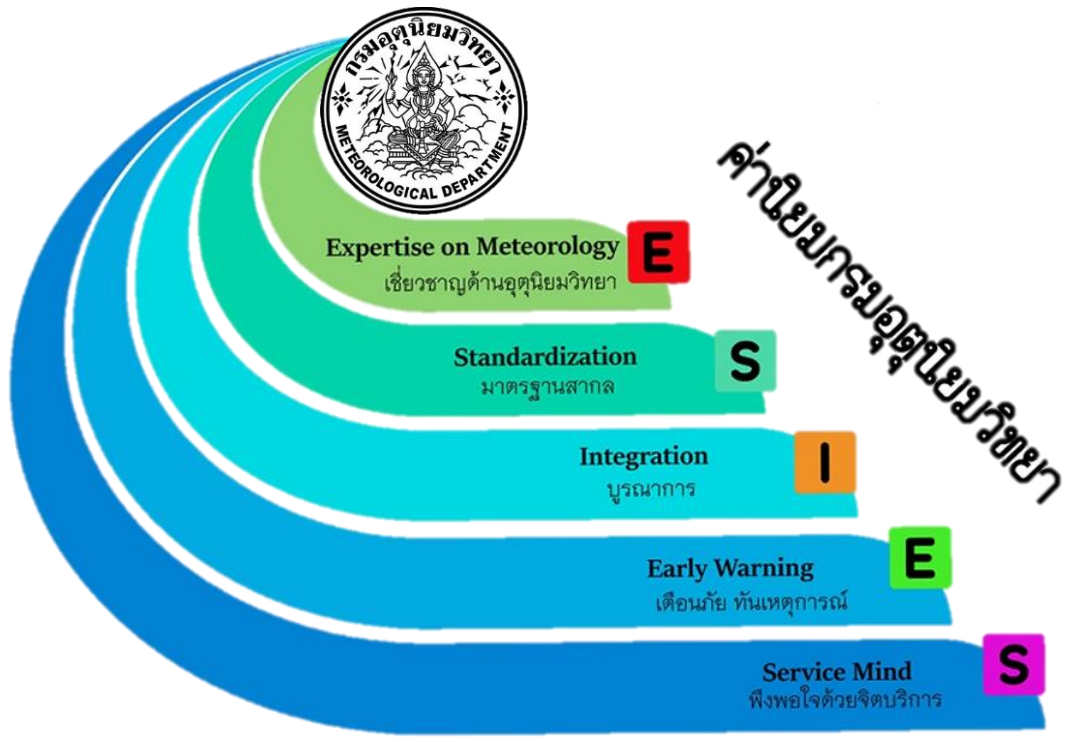 กรมอุตุนิยมวิทยา
METEOROLOGICAL DEPARTMENT
ค่านิยมกรมอุตุนิยมวิทยา
Expertise on Meteorology E
เชี่ยวชาญด้านอุตุนิยมวิทยา
Standardization S
มาตรฐานสากล
Integration I
บูรณาการ
Early Warning E
เตือนภัย ทันเหตุการณ์
Service Mind S
พึงพอใจด้วยจิตบริการ